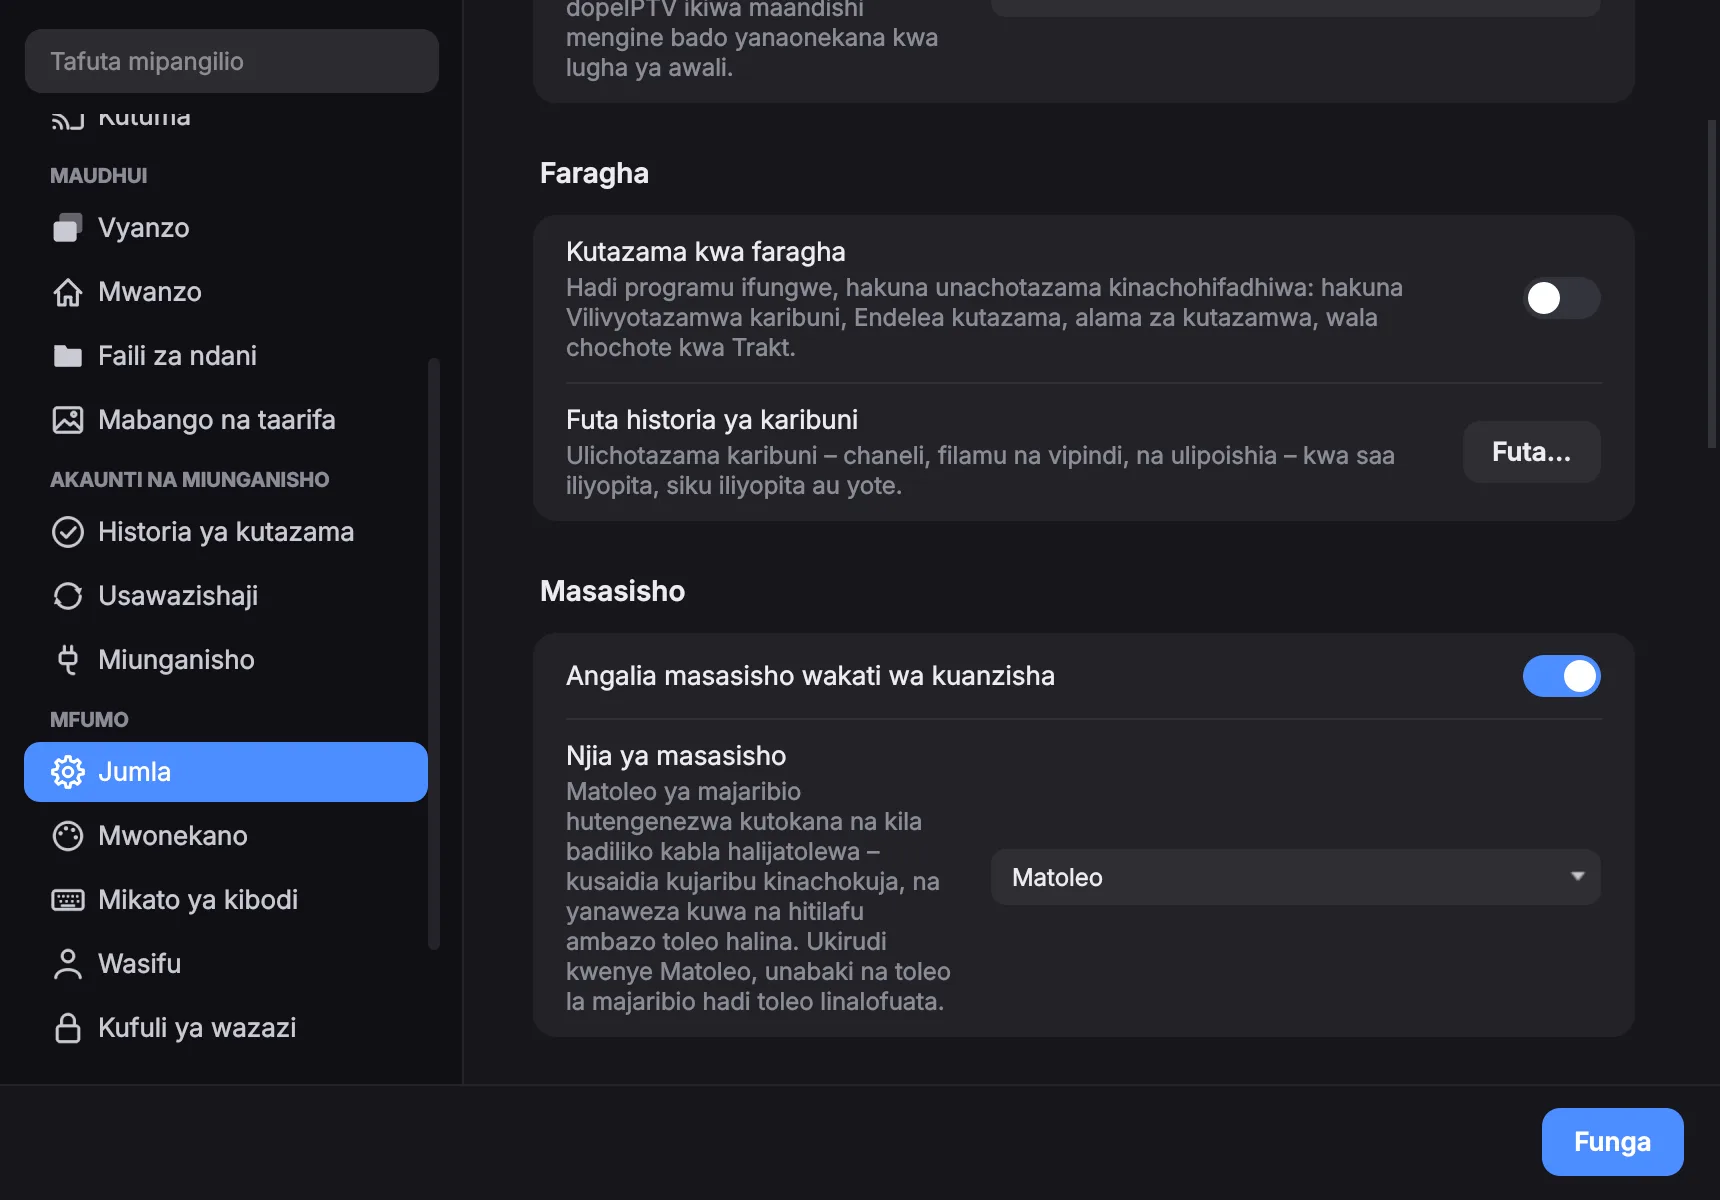 Tafuta mipangilio
Kutuma
MAUDHUI
Vyanzo
Mwanzo
Faili za ndani
Mabango na taarifa
AKAUNTI NA MIUNGANISHO
Historia ya kutazama
Usawazishaji
Miunganisho
MFUMO
Jumla
Mwonekano
Mikato ya kibodi
Wasifu
Kufuli ya wazazi
dopeIPTV ikiwa maandishi
mengine bado yanaonekana kwa
lugha ya awali.
Faragha
Kutazama kwa faragha
Hadi programu ifungwe, hakuna unachotazama kinachohifadhiwa: hakuna
Vilivyotazamwa karibuni, Endelea kutazama, alama za kutazamwa, wala
chochote kwa Trakt.
Futa historia ya karibuni
Ulichotazama karibuni – chaneli, filamu na vipindi, na ulipoishia – kwa saa
iliyopita, siku iliyopita au yote.
Futa...
Masasisho
Angalia masasisho wakati wa kuanzisha
Njia ya masasisho
Matoleo ya majaribio
hutengenezwa kutokana na kila
badiliko kabla halijatolewa –
kusaidia kujaribu kinachokuja, na
yanaweza kuwa na hitilafu
ambazo toleo halina. Ukirudi
kwenye Matoleo, unabaki na toleo
la majaribio hadi toleo linalofuata.
Matoleo
Funga